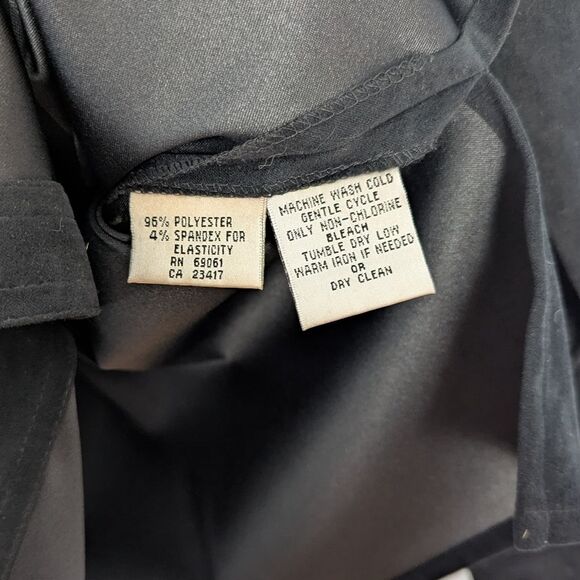 96% POLYESTER
4% SPANDEX FOR
ELASTICITY
RN 69061
CA 23417
MACHINE WASH COLD
GENTLE CYCLE
ONLY NON-CHLORINE
BLEACH
TUMBLE DRY LOW
WARM IRON IF NEEDED
OR
DRY CLEAN